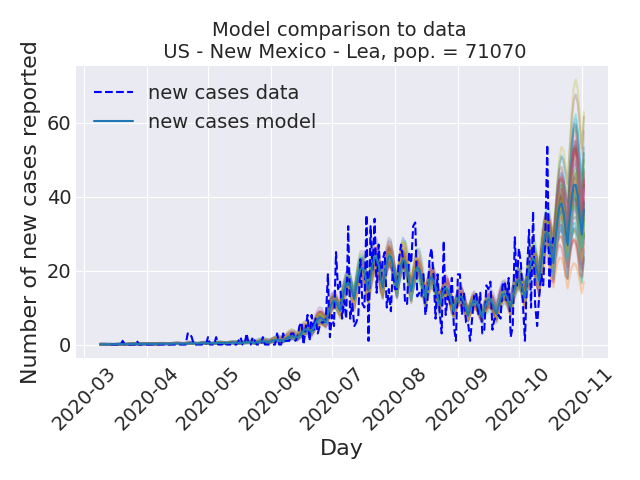 Model comparison to data
US - New Mexico - Lea, pop. = 71070
new cases data
new cases model
Number of new cases reported
60
40
20
0
2020-03
2020-04
2020-05
2020-06
2020-07
2020-08
2020-09
2020-10
2020-11
Day